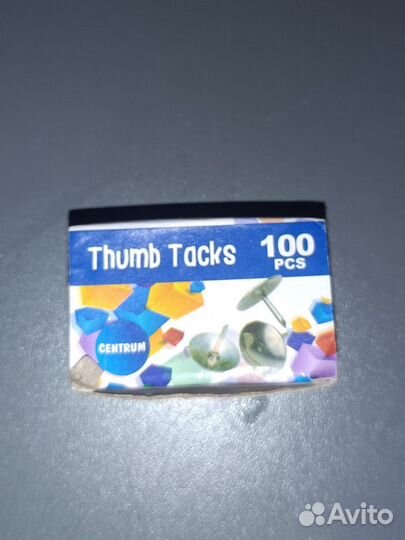 Thumb Tacks
100
PCS
CENTRUM
Avito